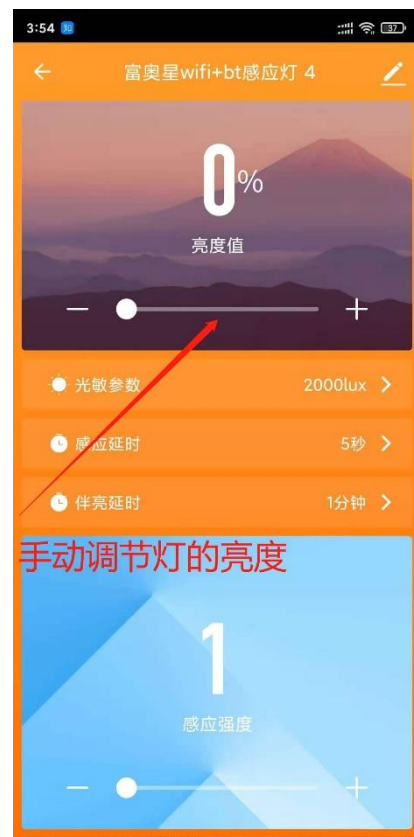 3:54 知 37
富奥星wifi+bt感应灯 4
0%
亮度值
光敏参数 2000lux
感应延时 5秒
伴亮延时 1分钟
手动调节灯的亮度
1
感应强度